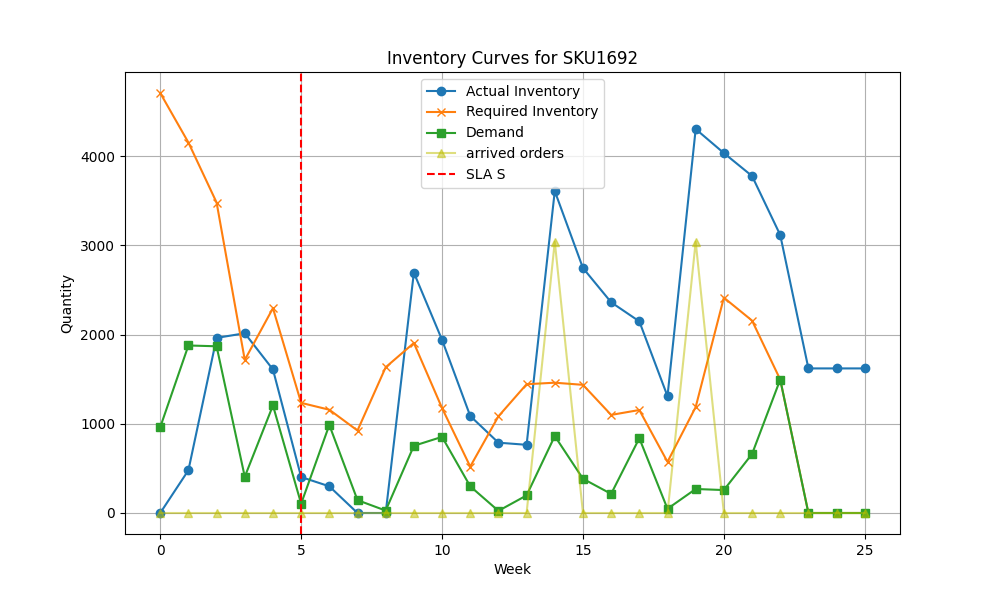 Inventory Curves for SKU1692
Actual Inventory
Required Inventory
Demand
arrived orders
SLA S
Quantity
4000
3000
2000
1000
0
0 5 10 15 20 25
Week